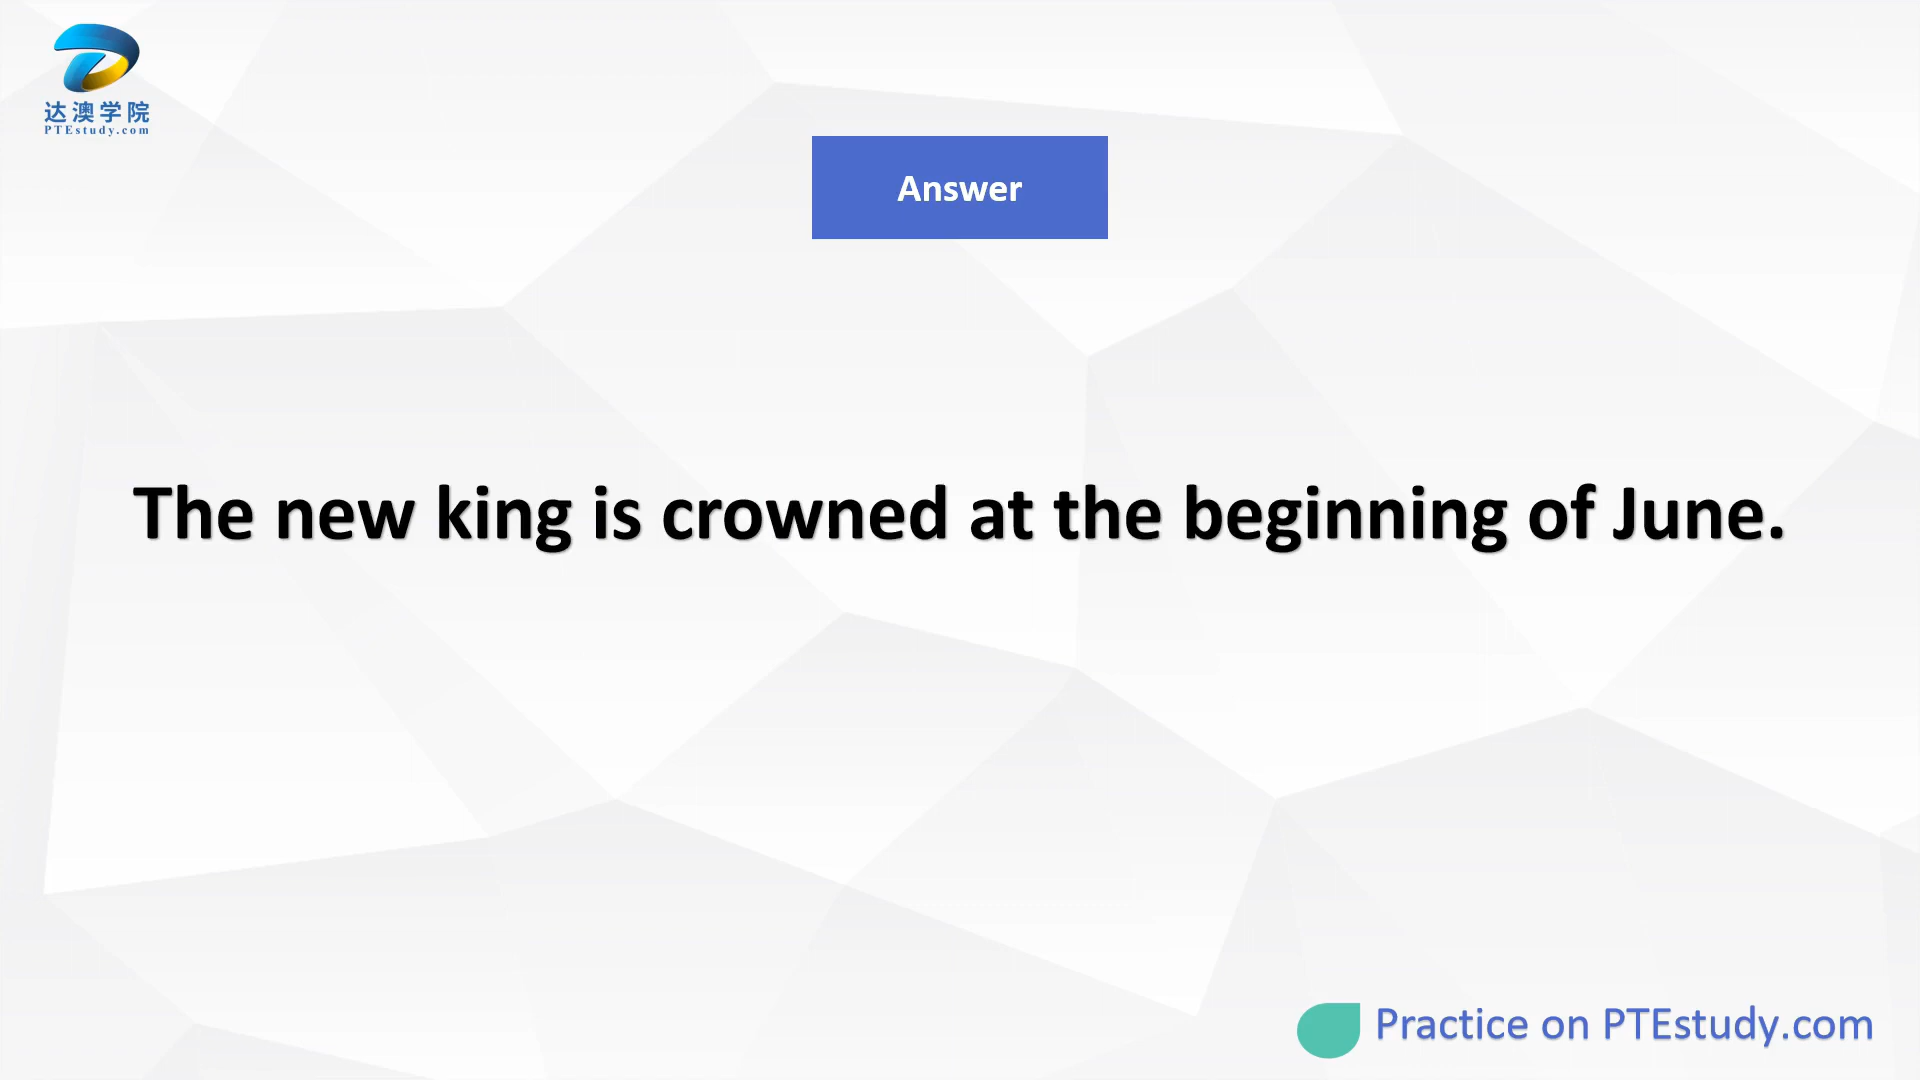 达澳学院
PTEstudy.com
Answer
The new king is crowned at the beginning of June.
Practice on PTEstudy.com